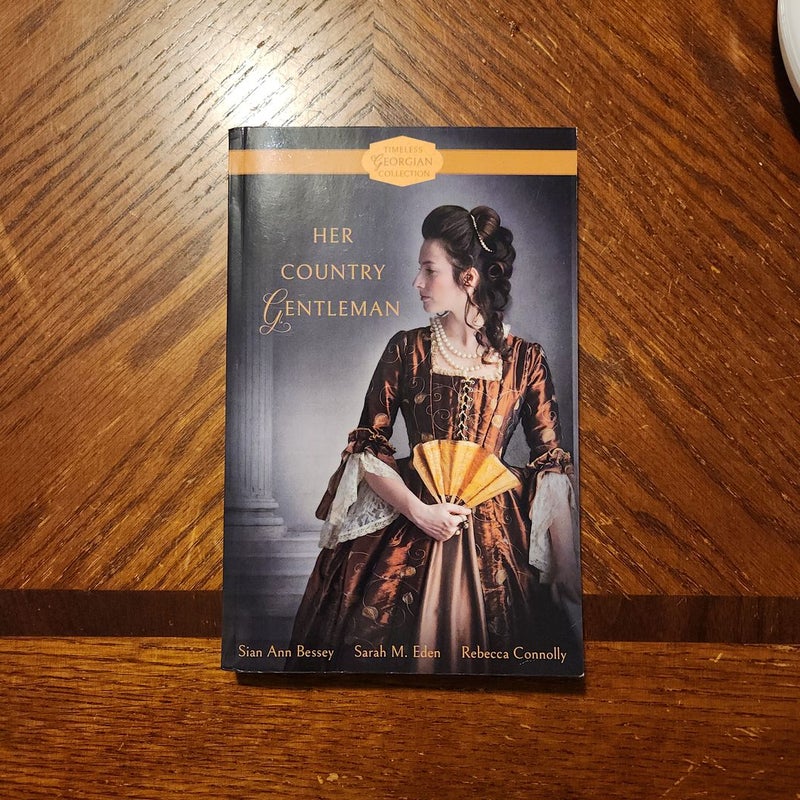 TIMELESS
GEORGIAN
COLLECTION
HER
COUNTRY
GENTLEMAN
Sian Ann Bessey Sarah M. Eden Rebecca Connolly